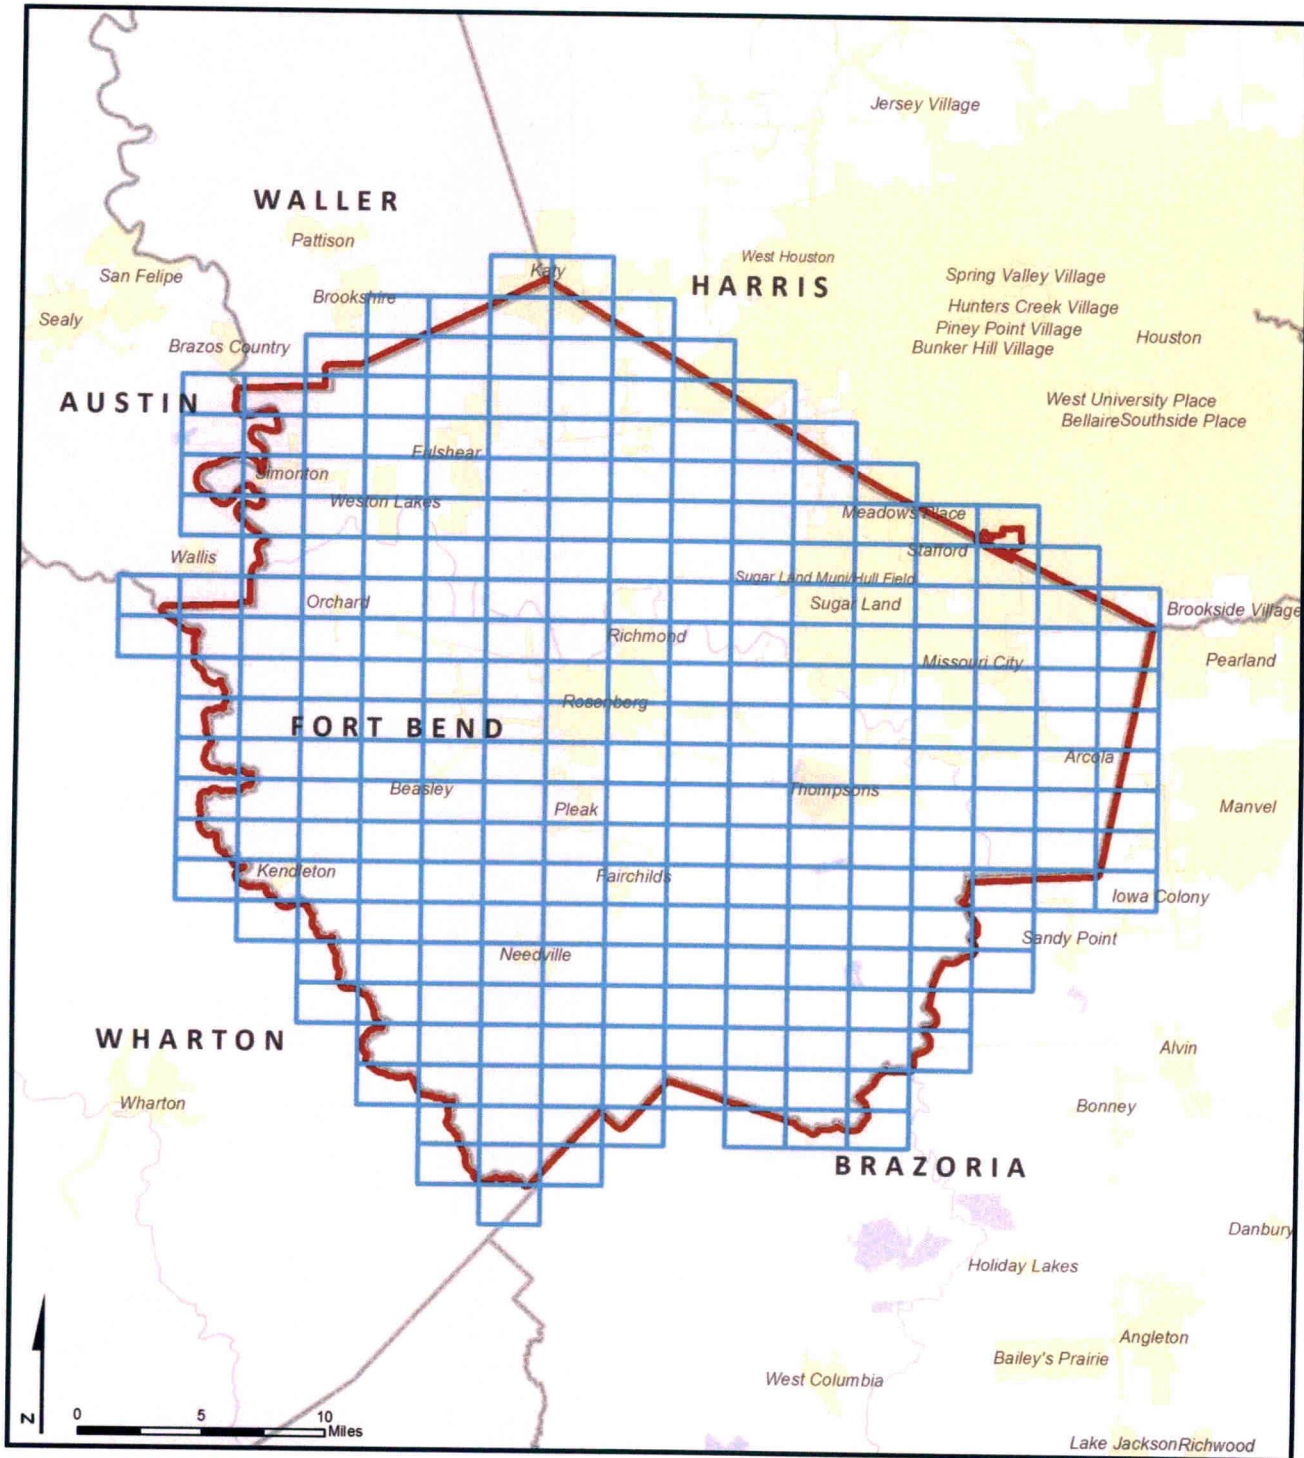 Jersey Village
WALLER
Pattison
San Felipe
Katy
West Houston
Spring Valley Village
HARRIS
Brookshire
Hunters Creek Village
Sealy
Piney Point Village
Houston
Brazos Country
Bunker Hill Village
AUSTIN
West University Place
Bellaire
Southside Place
Fulshear
Simonton
Weston Lakes
Meadows Place
Wallis
Stafford
Sugar Land Muni/Hull Field
Orchard
Sugar Land
Brookside Village
Richmond
Missouri City
Pearland
Rosenberg
FORT BEND
Arcola
Beasley
Thompsons
Pleak
Manvel
Kendleton
Fairchilds
Iowa Colony
Sandy Point
Needville
WHARTON
Alvin
Wharton
Bonney
BRAZORIA
Danbury
Holiday Lakes
Angleton
Bailey's Prairie
West Columbia
N
0 5 10
Miles
Lake Jackson
Richwood